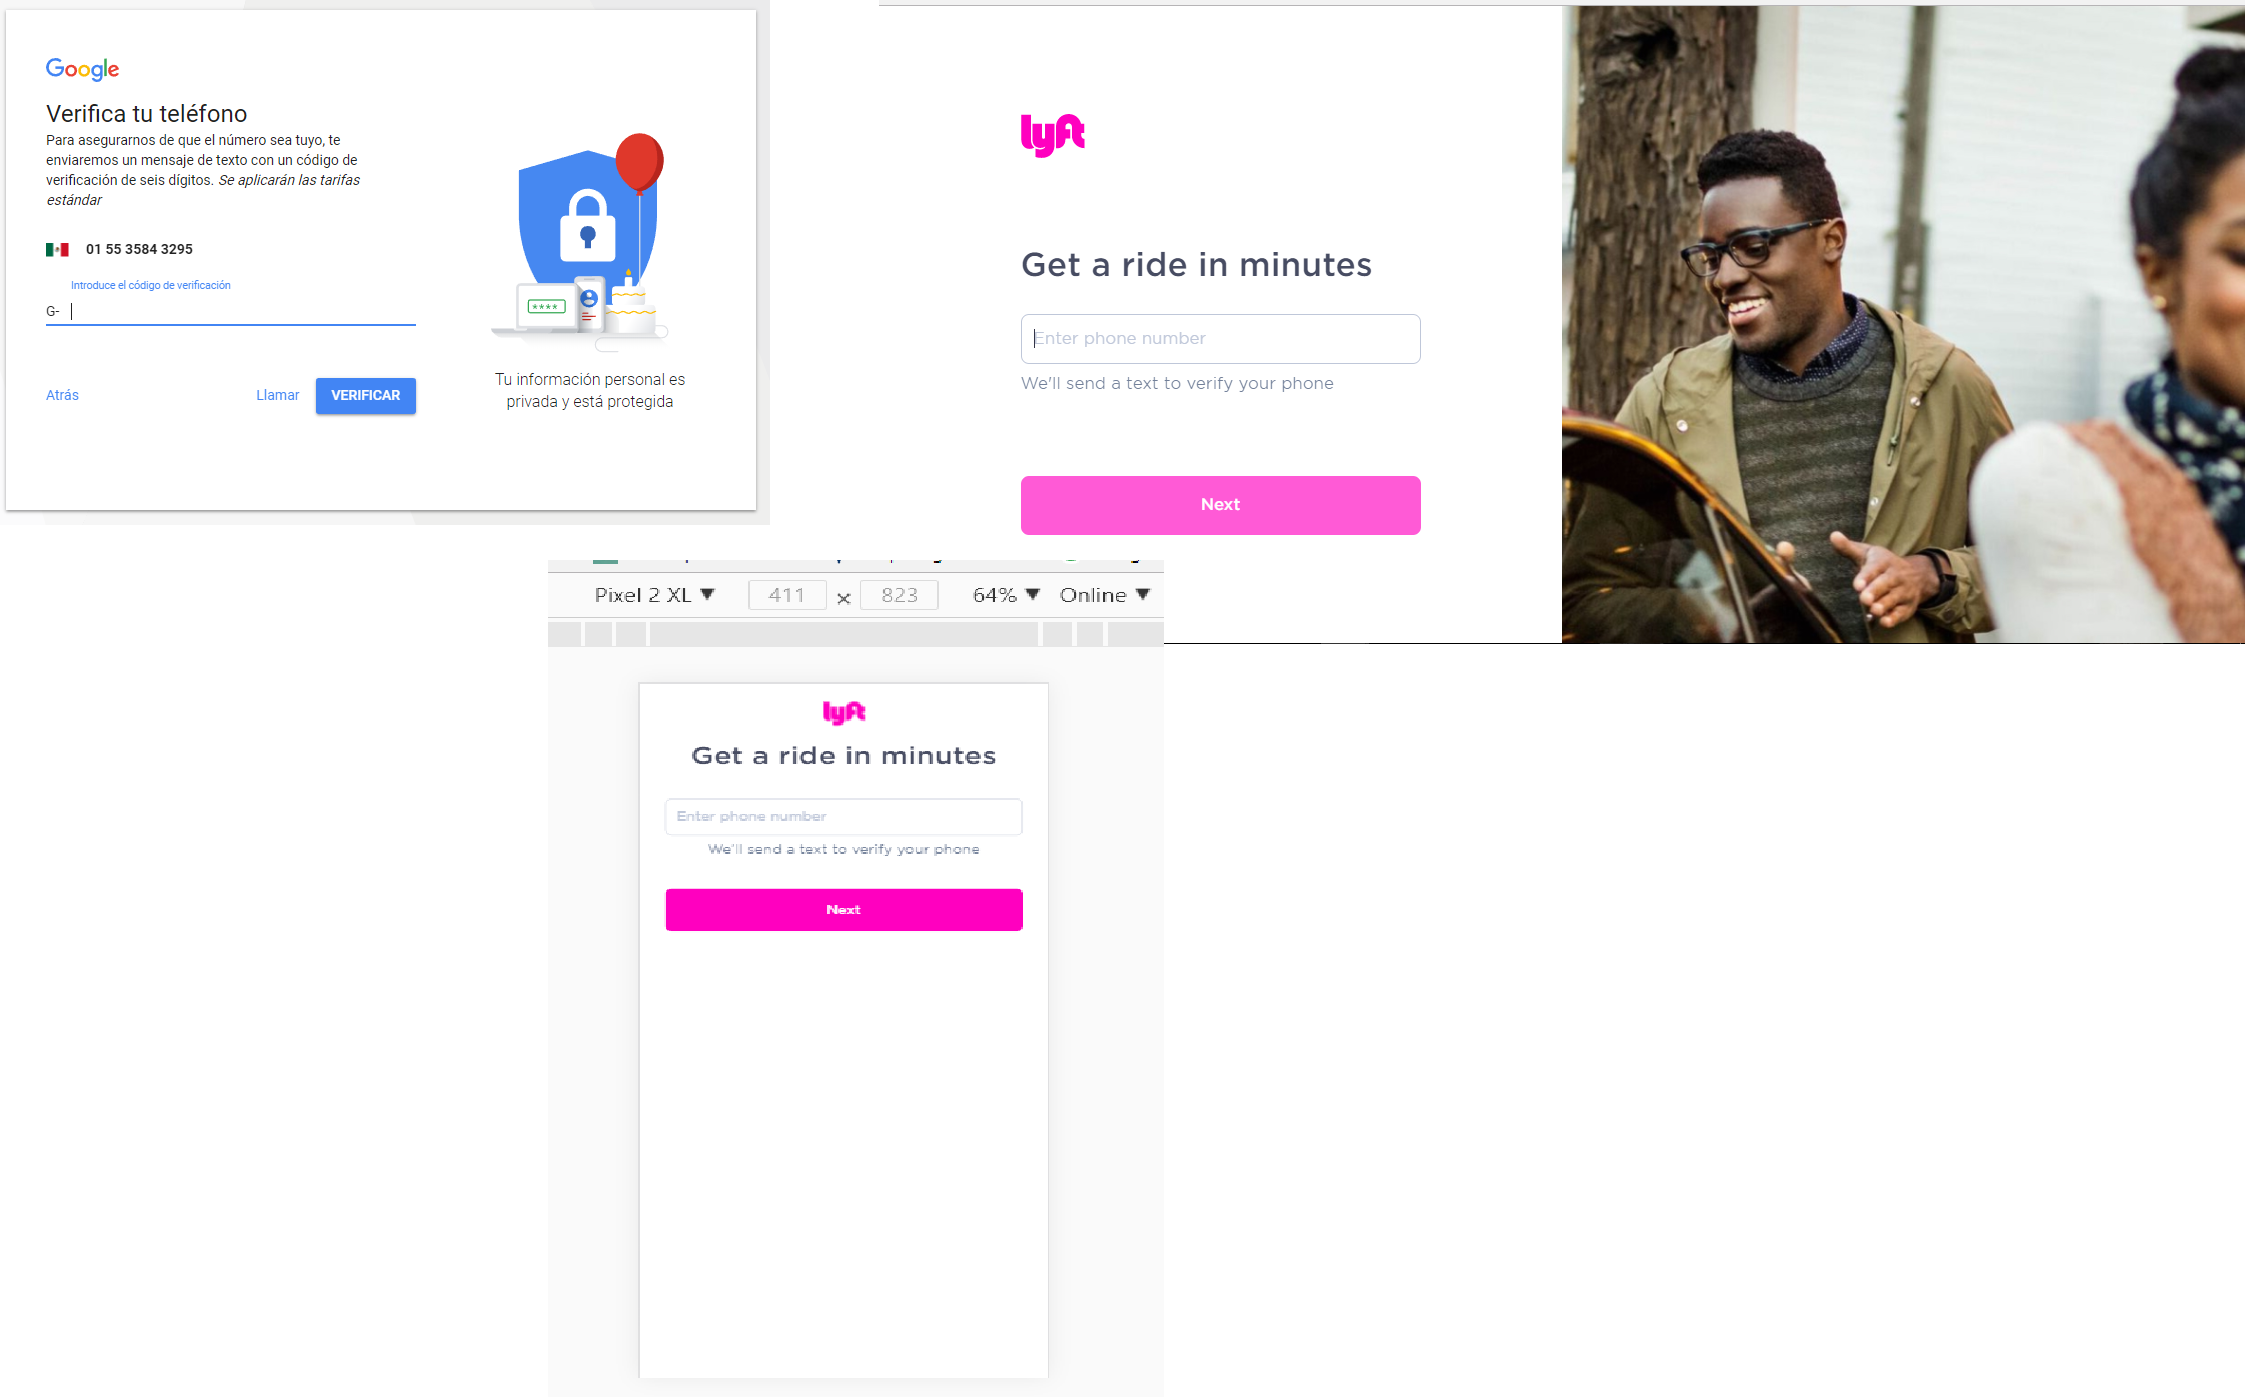 Google
Verifica tu teléfono
Para asegurarnos de que el número sea tuyo, te
enviaremos un mensaje de texto con un código de
verificación de seis dígitos. Se aplicarán las tarifas
estándar
01 55 3584 3295
Introduce el código de verificación
G-
Atrás
Llamar
VERIFICAR
****
Tu información personal es
privada y está protegida
lyft
Get a ride in minutes
Enter phone number
We'll send a text to verify your phone
Next
Pixel 2 XL ▼ 411 x 823 64% ▼ Online ▼
lyft
Get a ride in minutes
Enter phone number
We'll send a text to verify your phone
Next